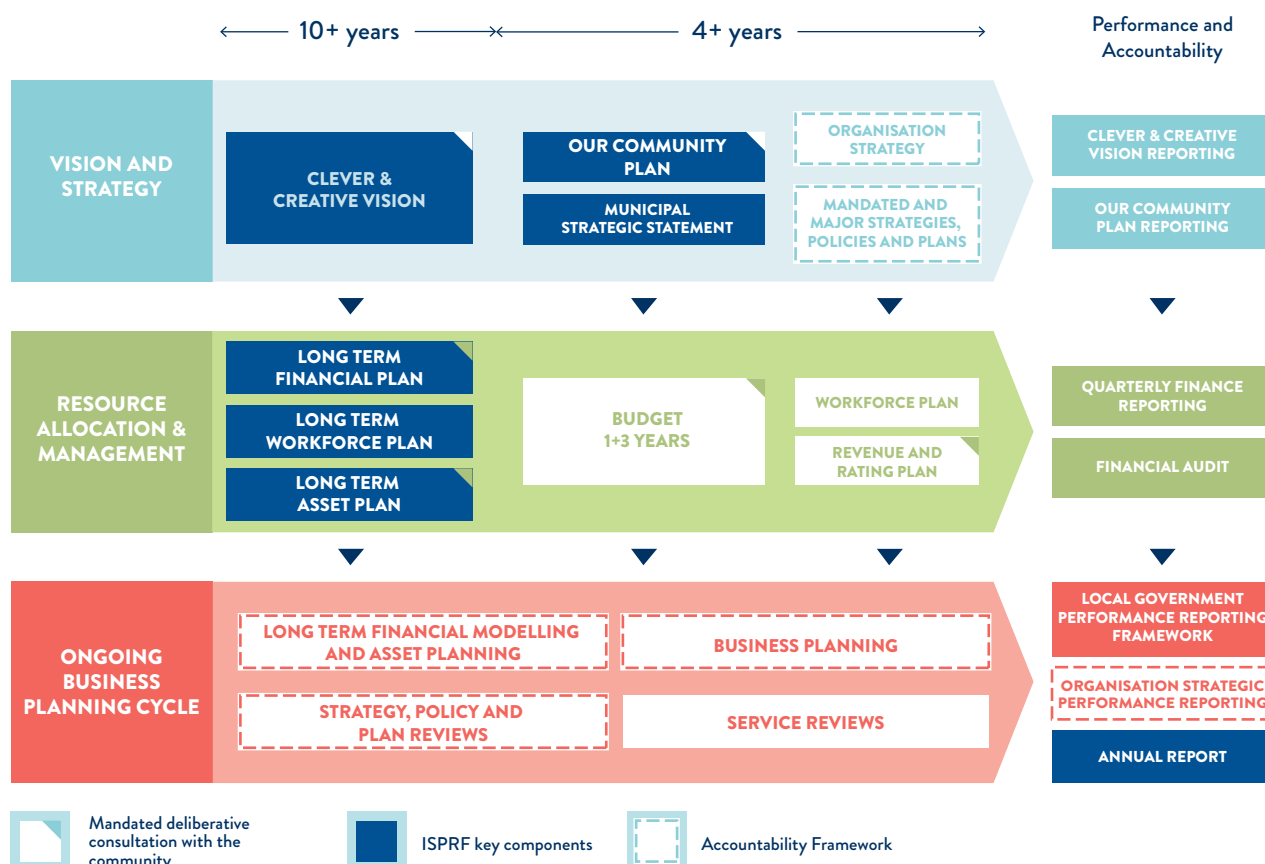 10+ years
4+ years
Performance and
Accountability
VISION AND
STRATEGY
CLEVER &
CREATIVE VISION
OUR COMMUNITY
PLAN
MUNICIPAL
STRATEGIC STATEMENT
ORGANISATION
STRATEGY
MANDATED AND
MAJOR STRATEGIES,
POLICIES AND PLANS
CLEVER & CREATIVE
VISION REPORTING
OUR COMMUNITY
PLAN REPORTING
RESOURCE
ALLOCATION &
MANAGEMENT
LONG TERM
FINANCIAL PLAN
LONG TERM
WORKFORCE PLAN
LONG TERM
ASSET PLAN
BUDGET
1+3 YEARS
WORKFORCE PLAN
REVENUE AND
RATING PLAN
QUARTERLY FINANCE
REPORTING
FINANCIAL AUDIT
ONGOING
BUSINESS
PLANNING CYCLE
LONG TERM FINANCIAL MODELLING
AND ASSET PLANNING
BUSINESS PLANNING
STRATEGY, POLICY AND
PLAN REVIEWS
SERVICE REVIEWS
LOCAL GOVERNMENT
PERFORMANCE REPORTING
FRAMEWORK
ORGANISATION STRATEGIC
PERFORMANCE REPORTING
ANNUAL REPORT
Mandated deliberative
consultation with the
community
ISPRF key components
Accountability Framework